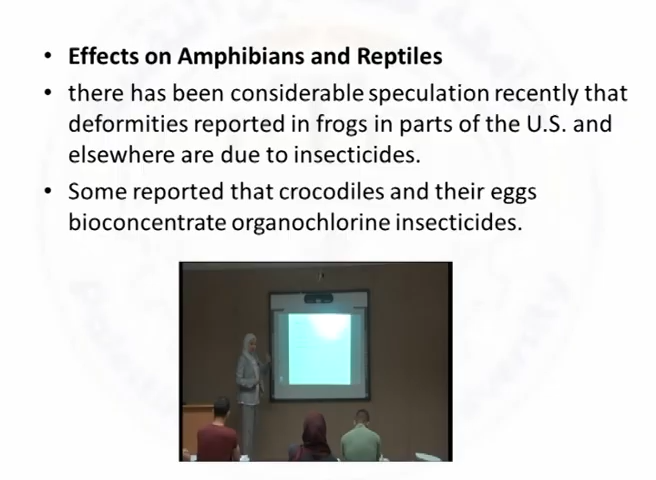 • Effects on Amphibians and Reptiles
• there has been considerable speculation recently that
deformities reported in frogs in parts of the U.S. and
elsewhere are due to insecticides.
• Some reported that crocodiles and their eggs
bioconcentrate organochlorine insecticides.